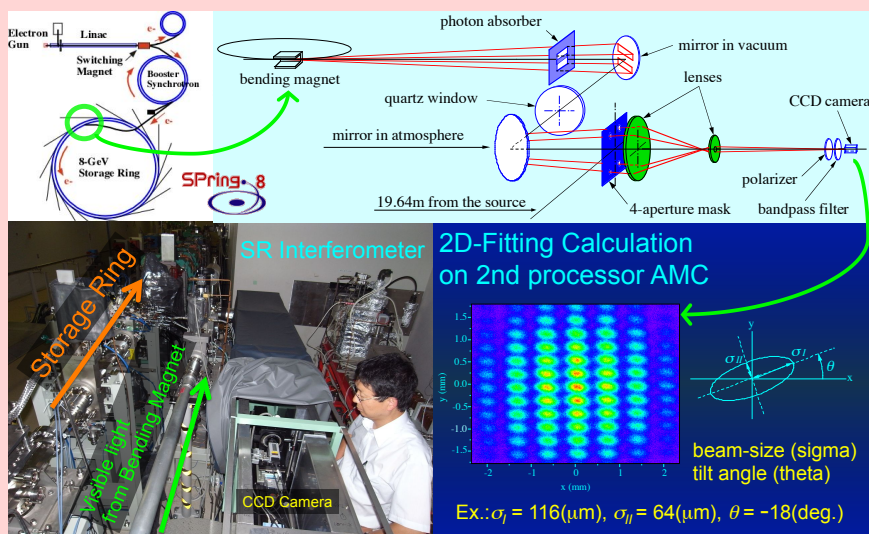 Electron
Gun
Linac
e-
Switching
Magnet
Booster
Synchrotron
e-
8-GeV
Storage Ring
e-
SPring-8
photon absorber
bending magnet
mirror in vacuum
quartz window
lenses
CCD camera
mirror in atmosphere
polarizer
19.64m from the source
4-aperture mask
bandpass filter
SR Interferometer
Storage Ring
Visible light
from Bending Magnet
CCD Camera
2D-Fitting Calculation
on 2nd processor AMC
1.5
1.0
0.5
0.0
-0.5
-1.0
-1.5
y (mm)
-2
-1
0
1
2
x (mm)
y
σII
σI
θ
x
beam-size (sigma)
tilt angle (theta)
Ex.:σI = 116(μm), σII = 64(μm), θ = −18(deg.)